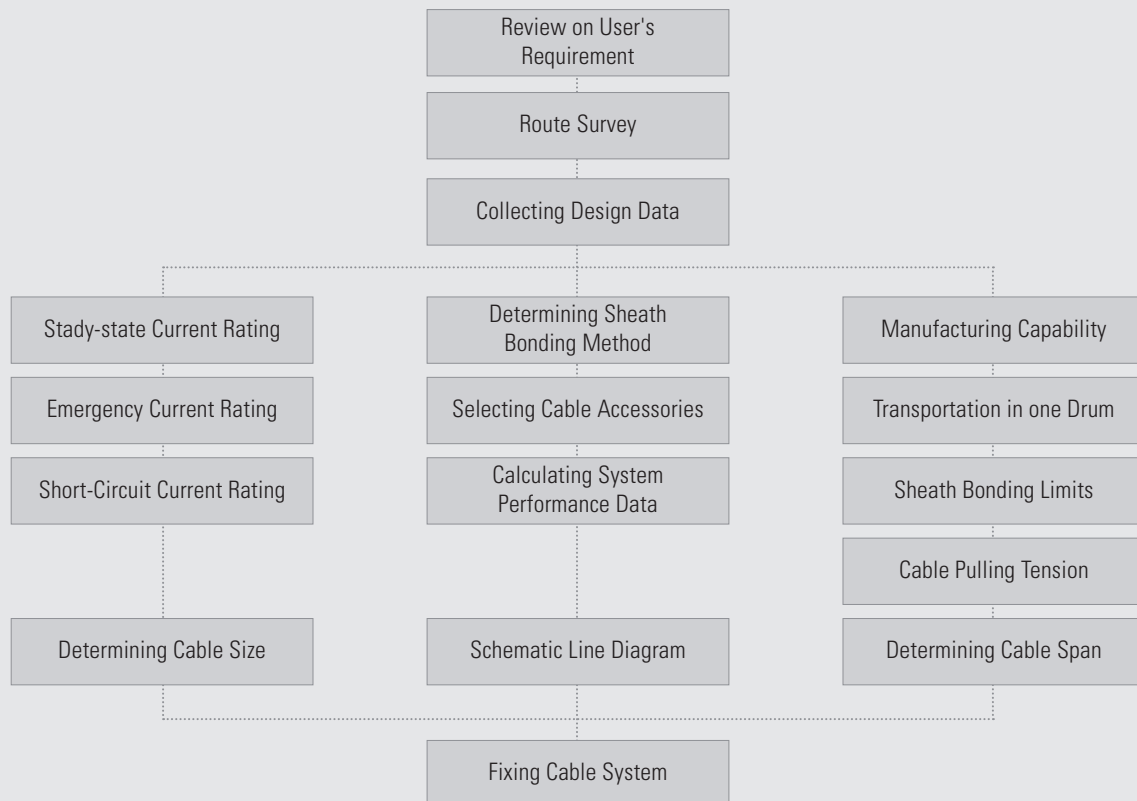 Review on User's
Requirement
Route Survey
Collecting Design Data
Stady-state Current Rating
Emergency Current Rating
Short-Circuit Current Rating
Determining Cable Size
Determining Sheath
Bonding Method
Selecting Cable Accessories
Calculating System
Performance Data
Schematic Line Diagram
Manufacturing Capability
Transportation in one Drum
Sheath Bonding Limits
Cable Pulling Tension
Determining Cable Span
Fixing Cable System